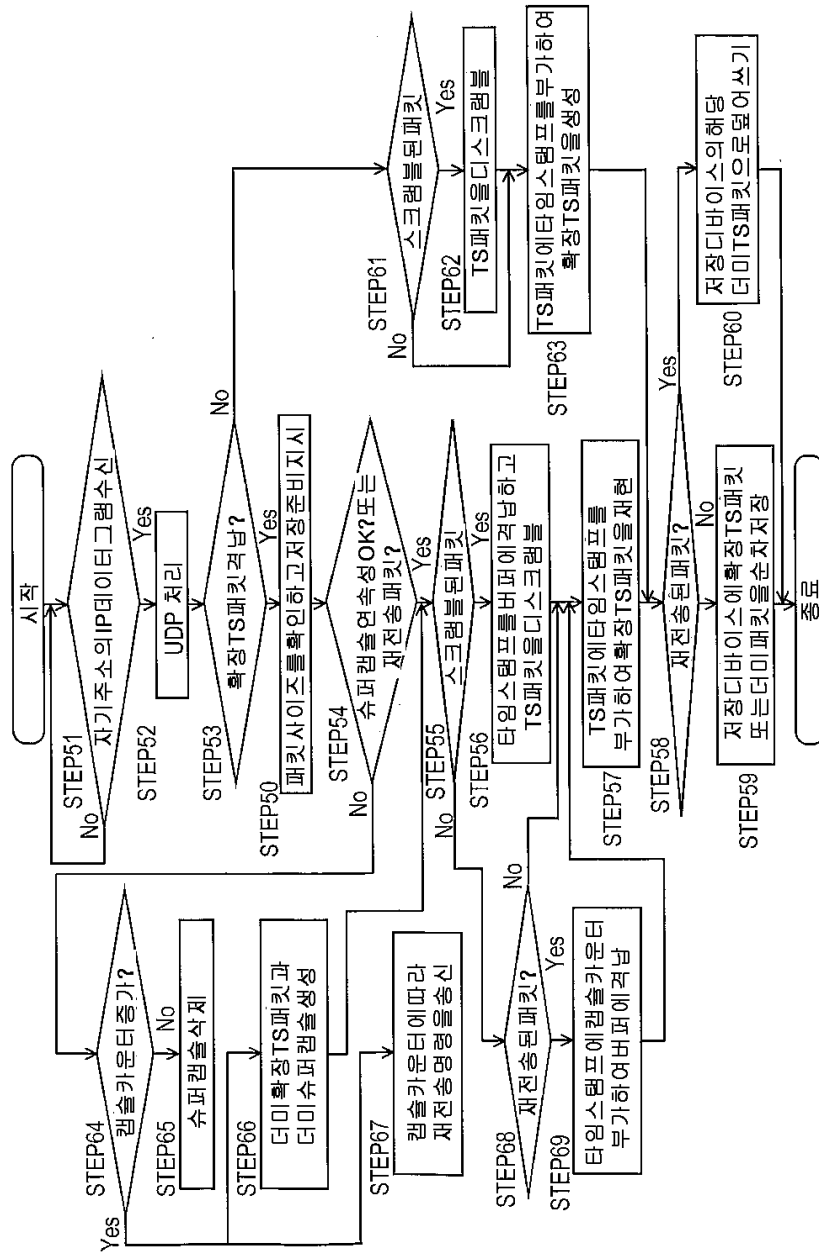 시작
STEP51
자기주소의IP데이터그램수신
No
Yes
STEP52
UDP 처리
STEP53
확장TS패킷격납?
No
Yes
STEP50
패킷사이즈를확인하고저장준비지시
STEP54
슈퍼캡슐연속성OK?또는
재전송패킷?
No
Yes
STEP55
스크램블된패킷
No
Yes
STEP56
타임스탬프를버퍼에격납하고
TS패킷을디스크램블
STEP57
TS패킷에타임스탬프를
부가하여확장TS패킷을재현
STEP58
재전송된패킷?
Yes
No
STEP59
저장디바이스에확장TS패킷
또는더미패킷을순차저장
종료
STEP61
스크램블된패킷
No
Yes
STEP62
TS패킷을디스크램블
STEP63
TS패킷에타임스탬프를부가하여
확장TS패킷을생성
STEP60
저장디바이스의해당
더미TS패킷으로덮어쓰기
STEP64
캡슐카운터증가?
Yes
No
STEP65
슈퍼캡슐삭제
STEP66
더미확장TS패킷과
더미슈퍼캡슐생성
STEP67
캡슐카운터에따라
재전송명령을송신
STEP68
재전송된패킷?
No
Yes
STEP69
타임스탬프에캡슐카운터
부가하여버퍼에격납